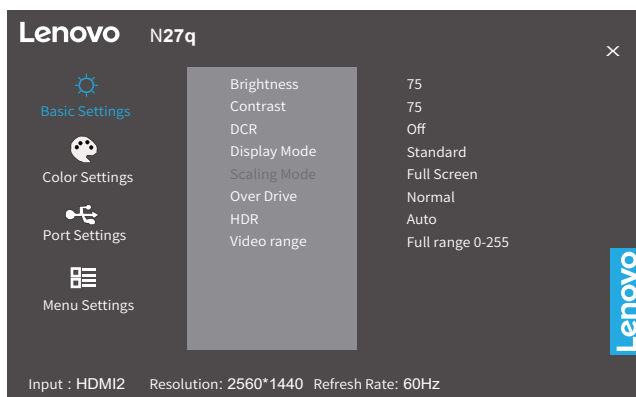 Lenovo N27q
×
Basic Settings
Color Settings
Port Settings
Menu Settings
Brightness 75
Contrast 75
DCR Off
Display Mode Standard
Scaling Mode Full Screen
Over Drive Normal
HDR Auto
Video range Full range 0-255
Lenovo
Input : HDMI2 Resolution: 2560*1440 Refresh Rate: 60Hz